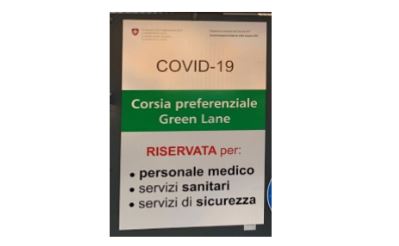 COVID-19
Corsia preferenziale
Green Lane
RISERVATA per:
• personale medico
• servizi sanitari
• servizi di sicurezza